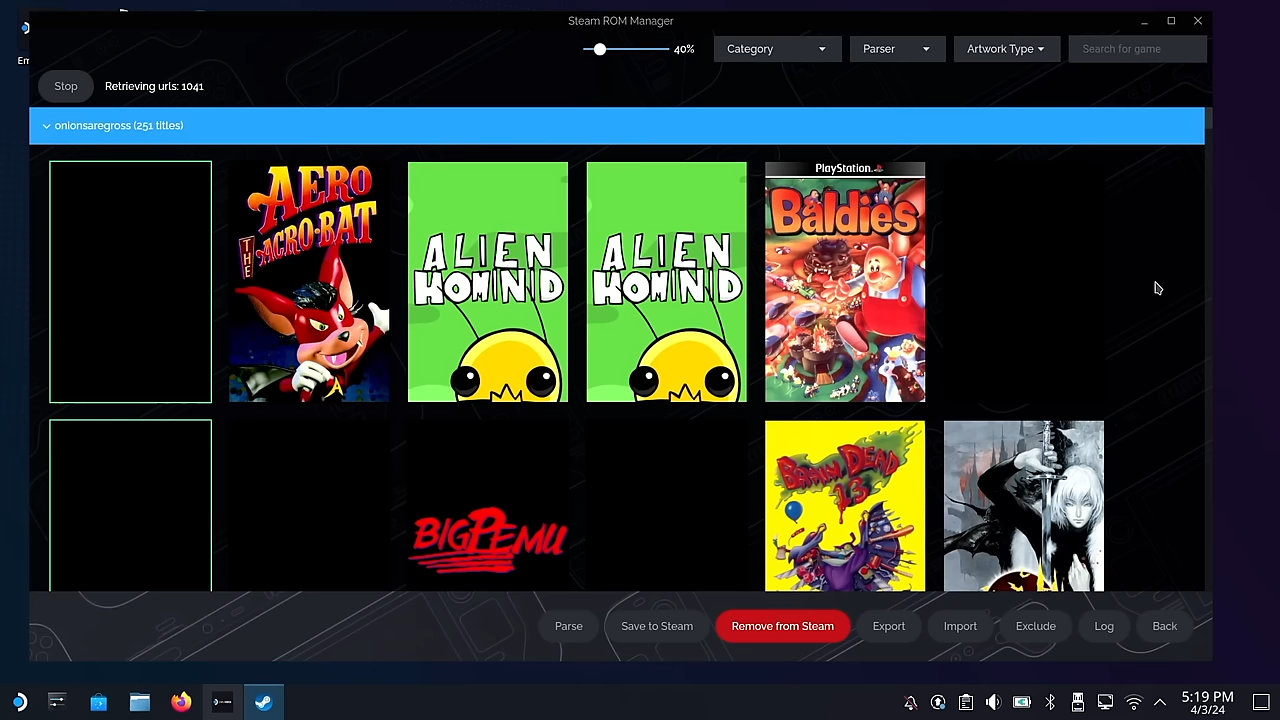 Steam ROM Manager
40%
Category
Parser
Artwork Type
Search for game
Em
Stop
Retrieving urls: 1041
onionsaregross (251 titles)
AERO
THE
ACRO-BAT
A
ALIEN
HOMINID
ALIEN
HOMINID
PlayStation.
Baldies
BIGPEMU
BRAIN DEAD
13
Parse
Save to Steam
Remove from Steam
Export
Import
Exclude
Log
Back
5:19 PM
4/3/24